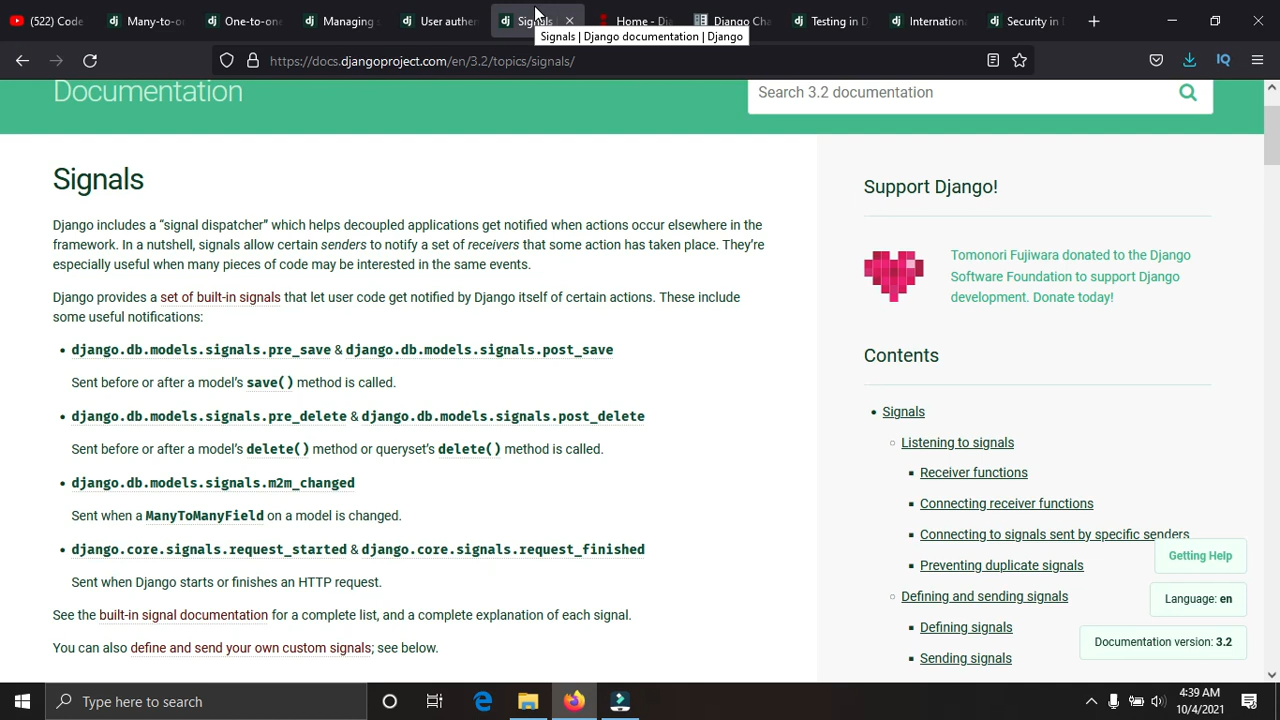 (522) Code
Many-to-o
One-to-one
Managing s
User authen
Signals
Home - Dja
Django Cha
Testing in D
Internationa
Security in
Signals | Django documentation | Django
https://docs.djangoproject.com/en/3.2/topics/signals/
Documentation
Search 3.2 documentation
Signals
Django includes a “signal dispatcher” which helps decoupled applications get notified when actions occur elsewhere in the
framework. In a nutshell, signals allow certain senders to notify a set of receivers that some action has taken place. They’re
especially useful when many pieces of code may be interested in the same events.
Django provides a set of built-in signals that let user code get notified by Django itself of certain actions. These include
some useful notifications:
• django.db.models.signals.pre_save & django.db.models.signals.post_save
Sent before or after a model’s save() method is called.
• django.db.models.signals.pre_delete & django.db.models.signals.post_delete
Sent before or after a model’s delete() method or queryset’s delete() method is called.
• django.db.models.signals.m2m_changed
Sent when a ManyToManyField on a model is changed.
• django.core.signals.request_started & django.core.signals.request_finished
Sent when Django starts or finishes an HTTP request.
See the built-in signal documentation for a complete list, and a complete explanation of each signal.
You can also define and send your own custom signals; see below.
Support Django!
Tomonori Fujiwara donated to the Django
Software Foundation to support Django
development. Donate today!
Contents
Signals
Listening to signals
Receiver functions
Connecting receiver functions
Connecting to signals sent by specific senders
Preventing duplicate signals
Defining and sending signals
Defining signals
Sending signals
Getting Help
Language: en
Documentation version: 3.2
Type here to search
4:39 AM
10/4/2021